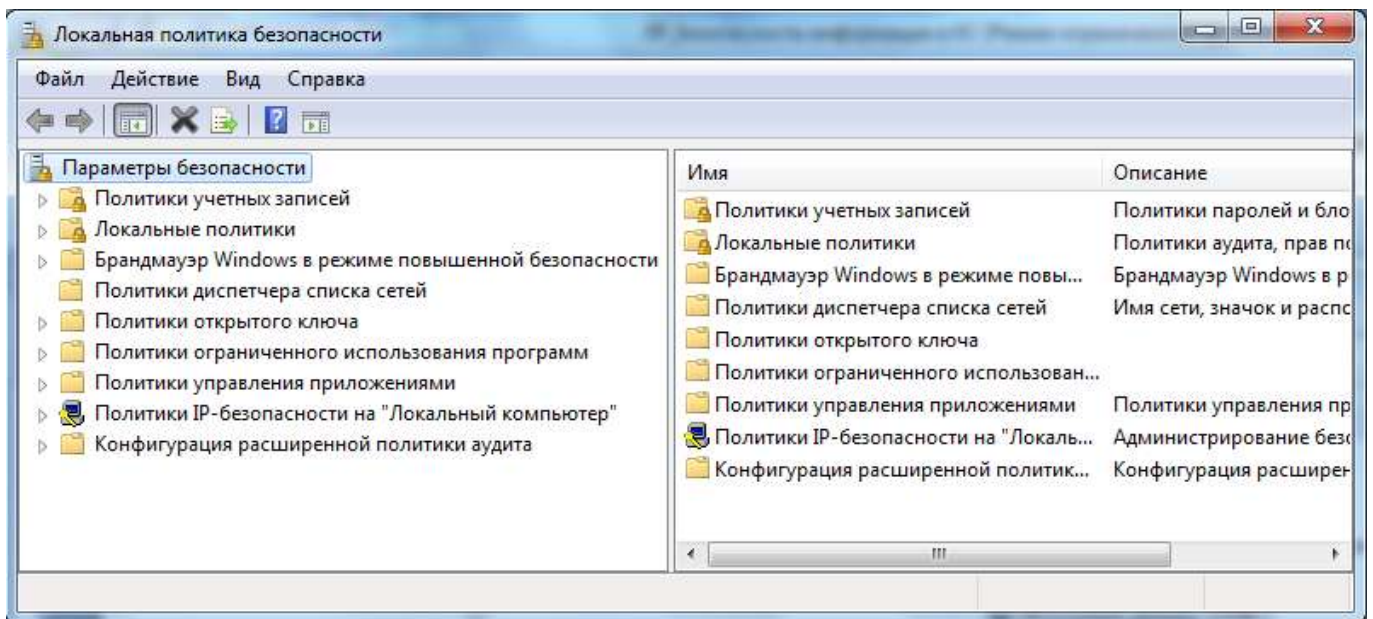 Локальная политика безопасности
Файл Действие Вид Справка
Параметры безопасности
Политики учетных записей
Локальные политики
Брандмауэр Windows в режиме повышенной безопасности
Политики диспетчера списка сетей
Политики открытого ключа
Политики ограниченного использования программ
Политики управления приложениями
Политики IP-безопасности на "Локальный компьютер"
Конфигурация расширенной политики аудита
Имя Описание
Политики учетных записей Политики паролей и бло
Локальные политики Политики аудита, прав по
Брандмауэр Windows в режиме повы... Брандмауэр Windows в р
Политики диспетчера списка сетей Имя сети, значок и распо
Политики открытого ключа
Политики ограниченного использован...
Политики управления приложениями Политики управления пр
Политики IP-безопасности на "Локаль... Администрирование безо
Конфигурация расширенной политик... Конфигурация расширен